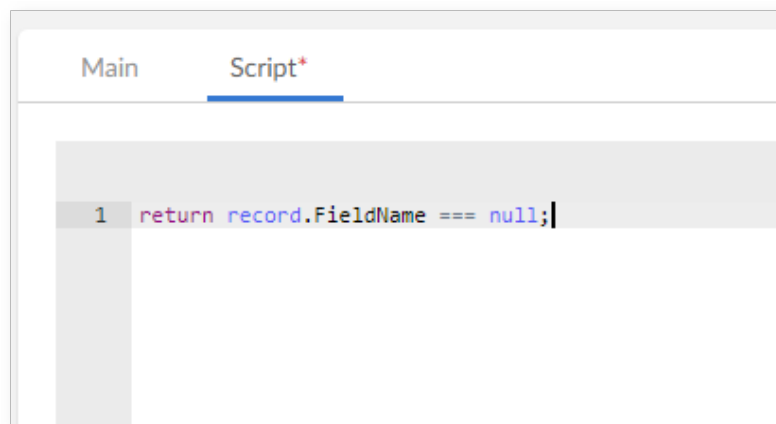 Main
Script*
1 return record.FieldName === null;